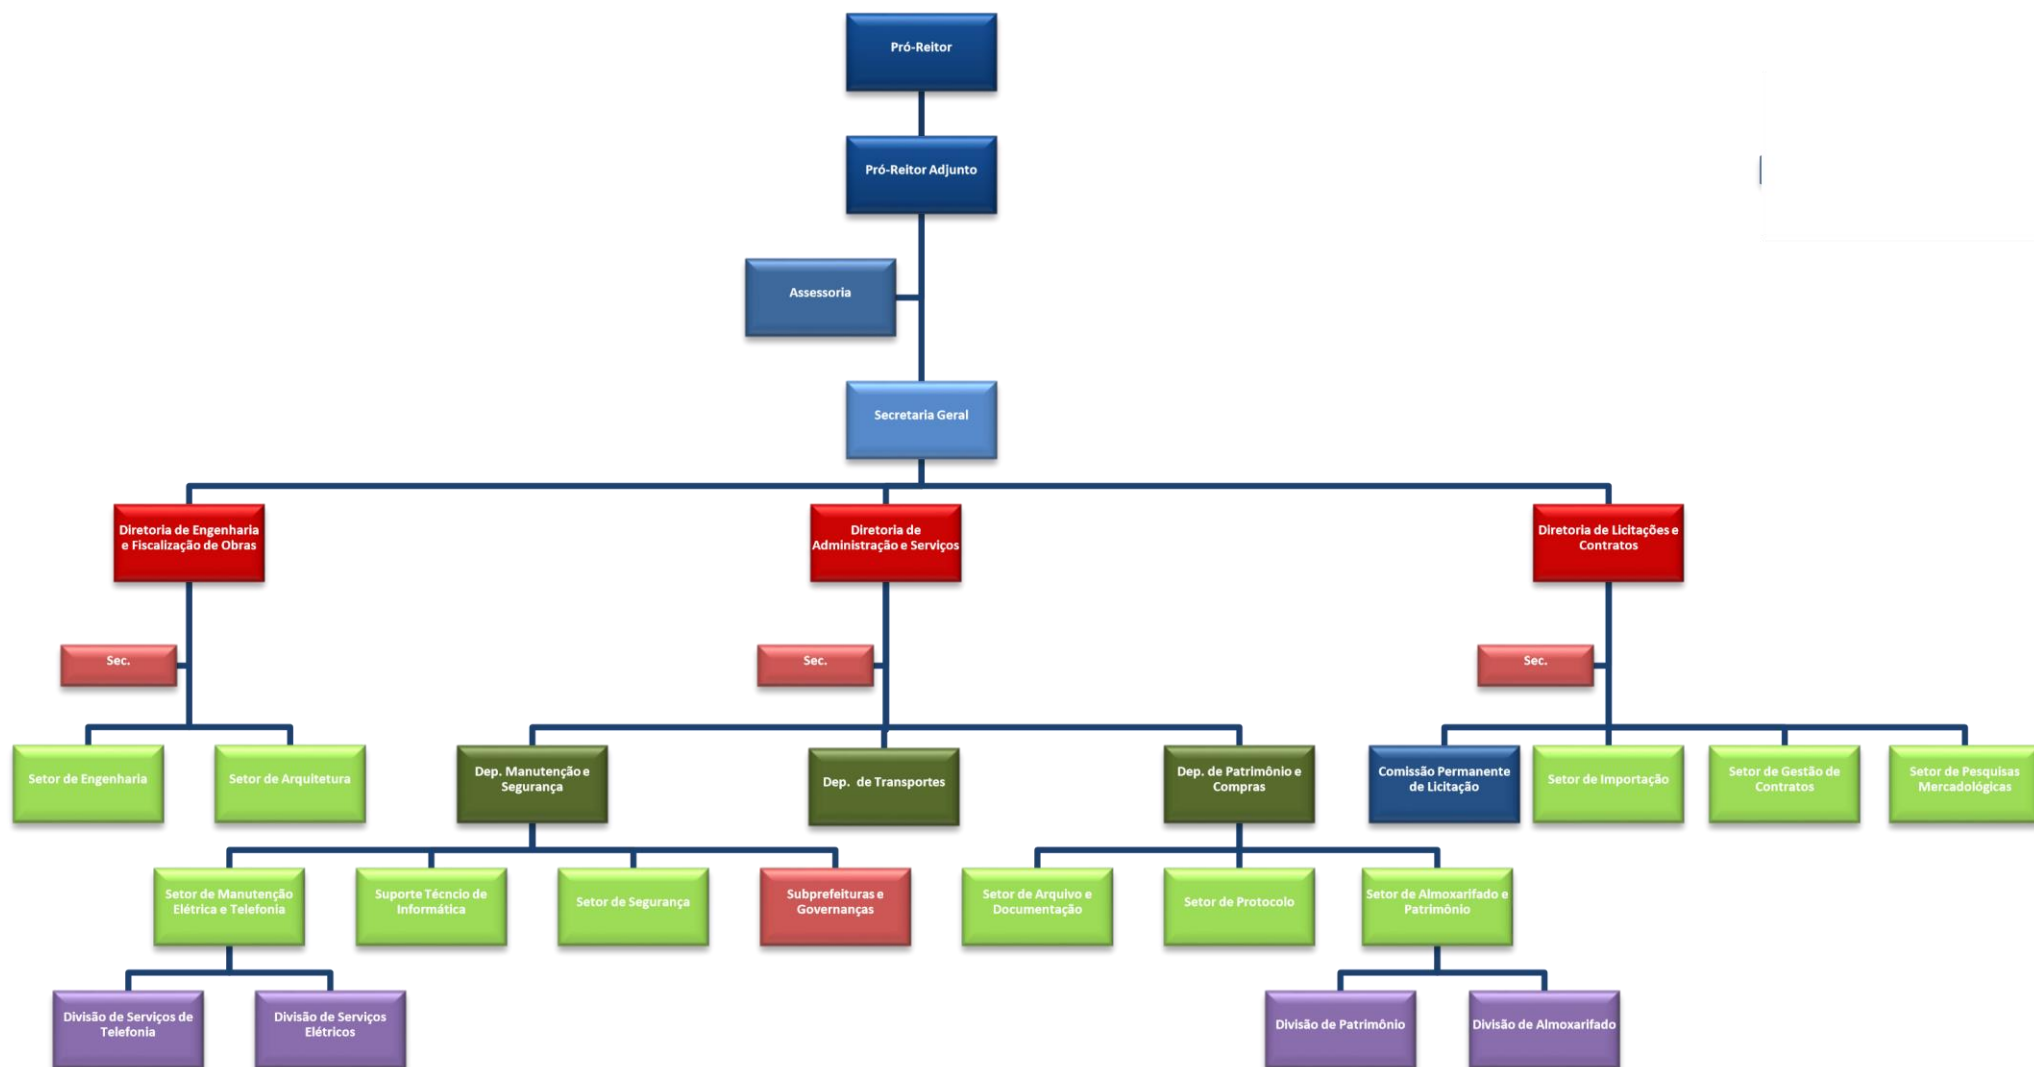 Pró-Reitor
Pró-Reitor Adjunto
Assessoria
Secretaria Geral
Diretoria de Engenharia
e Fiscalização de Obras
Diretoria de
Administração e Serviços
Diretoria de Licitações e
Contratos
Sec.
Sec.
Sec.
Setor de Engenharia
Setor de Arquitetura
Dep. Manutenção e
Segurança
Dep. de Transportes
Dep. de Patrimônio e
Compras
Comissão Permanente
de Licitação
Setor de Importação
Setor de Gestão de
Contratos
Setor de Pesquisas
Mercadológicas
Setor de Manutenção
Elétrica e Telefonia
Suporte Técncio de
Informática
Setor de Segurança
Subprefeituras e
Governanças
Setor de Arquivo e
Documentação
Setor de Protocolo
Setor de Almoxarifado e
Patrimônio
Divisão de Serviços de
Telefonia
Divisão de Serviços
Elétricos
Divisão de Patrimônio
Divisão de Almoxarifado